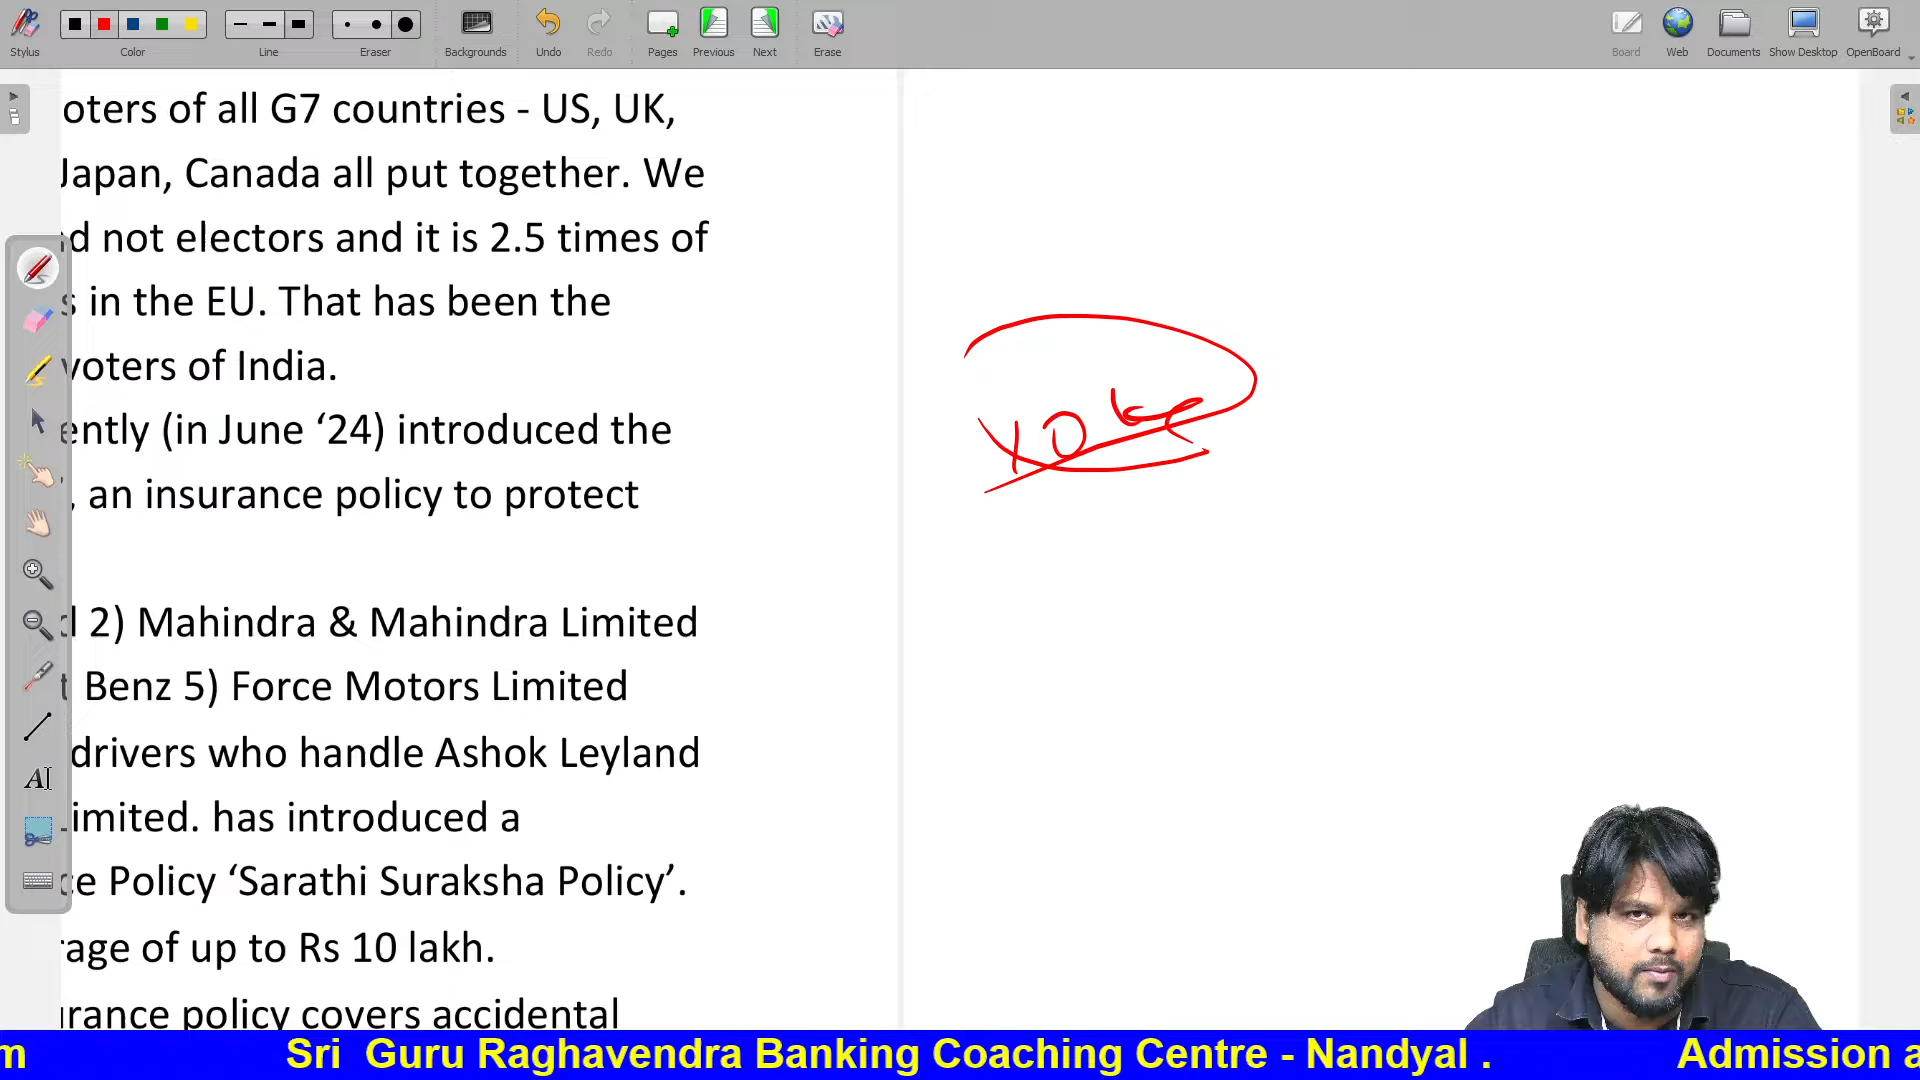 Stylus
Color
Line
Eraser
Backgrounds
Undo
Redo
Pages
Previous
Next
Erase
Board
Web
Documents
Show Desktop
OpenBoard
oters of all G7 countries - US, UK,
Japan, Canada all put together. We
d not electors and it is 2.5 times of
s in the EU. That has been the
voters of India.
ently (in June ‘24) introduced the
, an insurance policy to protect
d 2) Mahindra & Mahindra Limited
t Benz 5) Force Motors Limited
drivers who handle Ashok Leyland
Limited. has introduced a
ce Policy ‘Sarathi Suraksha Policy’.
rage of up to Rs 10 lakh.
urance policy covers accidental
m Sri Guru Raghavendra Banking Coaching Centre - Nandyal . Admission a